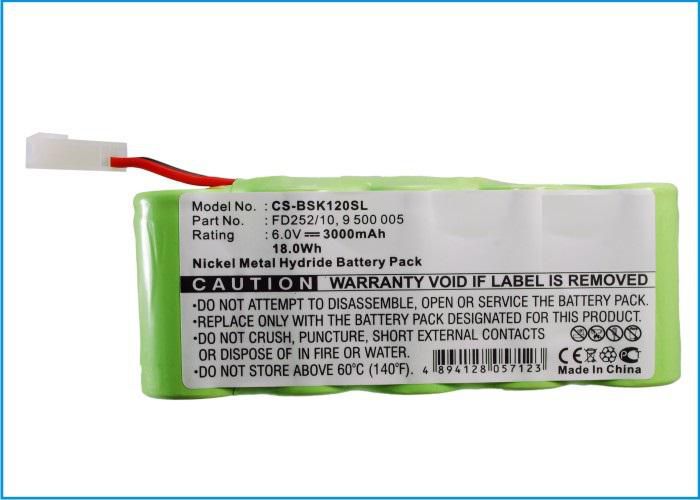 Model No. : CS-BSK120SL
Part No. : FD252/10, 9 500 005
Rating : 6.0V⎓3000mAh
18.0Wh
Nickel Metal Hydride Battery Pack
CAUTION WARRANTY VOID IF LABEL IS REMOVED
•DO NOT ATTEMPT TO DISASSEMBLE, OPEN OR SERVICE THE BATTERY PACK.
•REPLACE ONLY WITH BATTERY PACK DESIGNATED FOR THIS PRODUCT.
•DO NOT CRUSH, PUNCTURE, SHORT EXTERNAL CONTACTS
OR DISPOSE OF IN FIRE OR WATER.
•DO NOT STORE ABOVE 60°C (140°F).
4 894128 057123
CE
Made In China